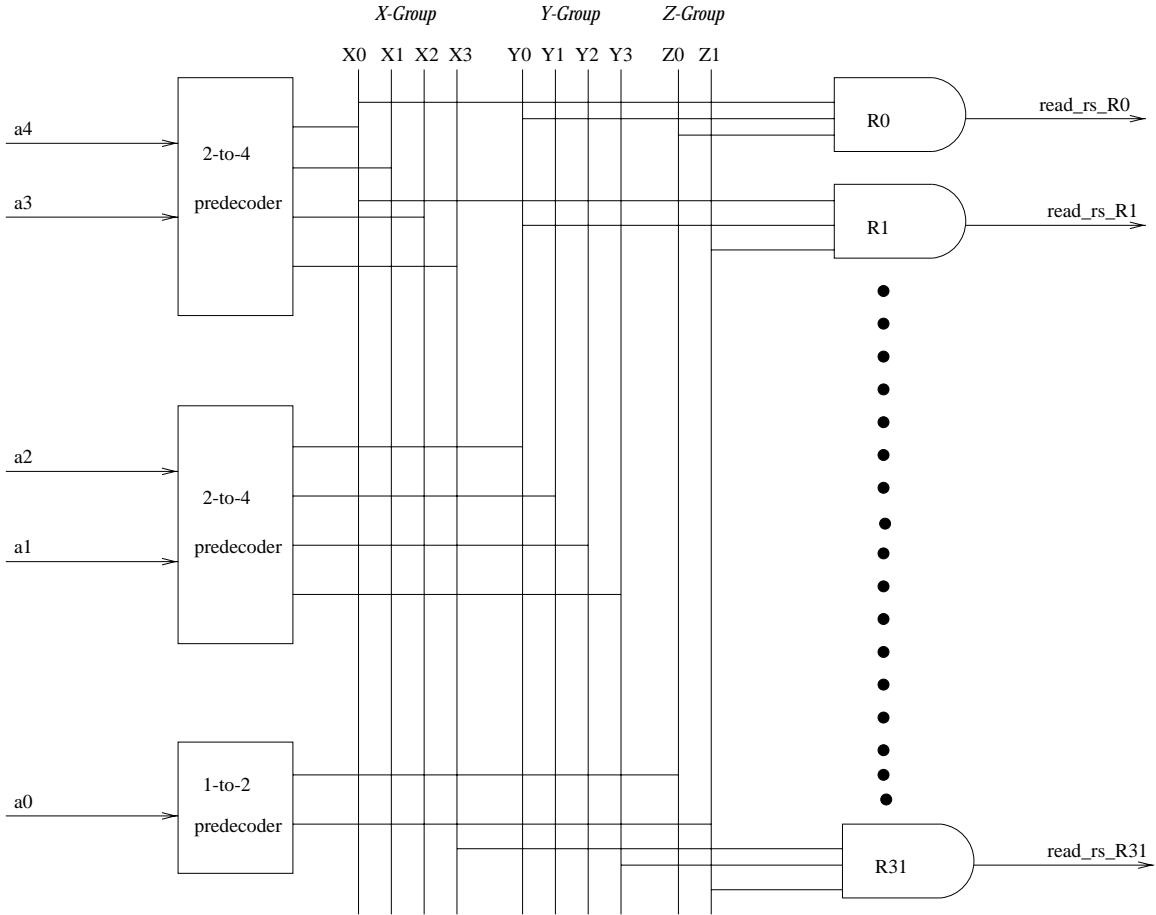 X-Group Y-Group Z-Group
X0 X1 X2 X3 Y0 Y1 Y2 Y3 Z0 Z1
a4
2-to-4
predecoder
a3
R0
read_rs_R0
R1
read_rs_R1
a2
2-to-4
predecoder
a1
a0
1-to-2
predecoder
R31
read_rs_R31